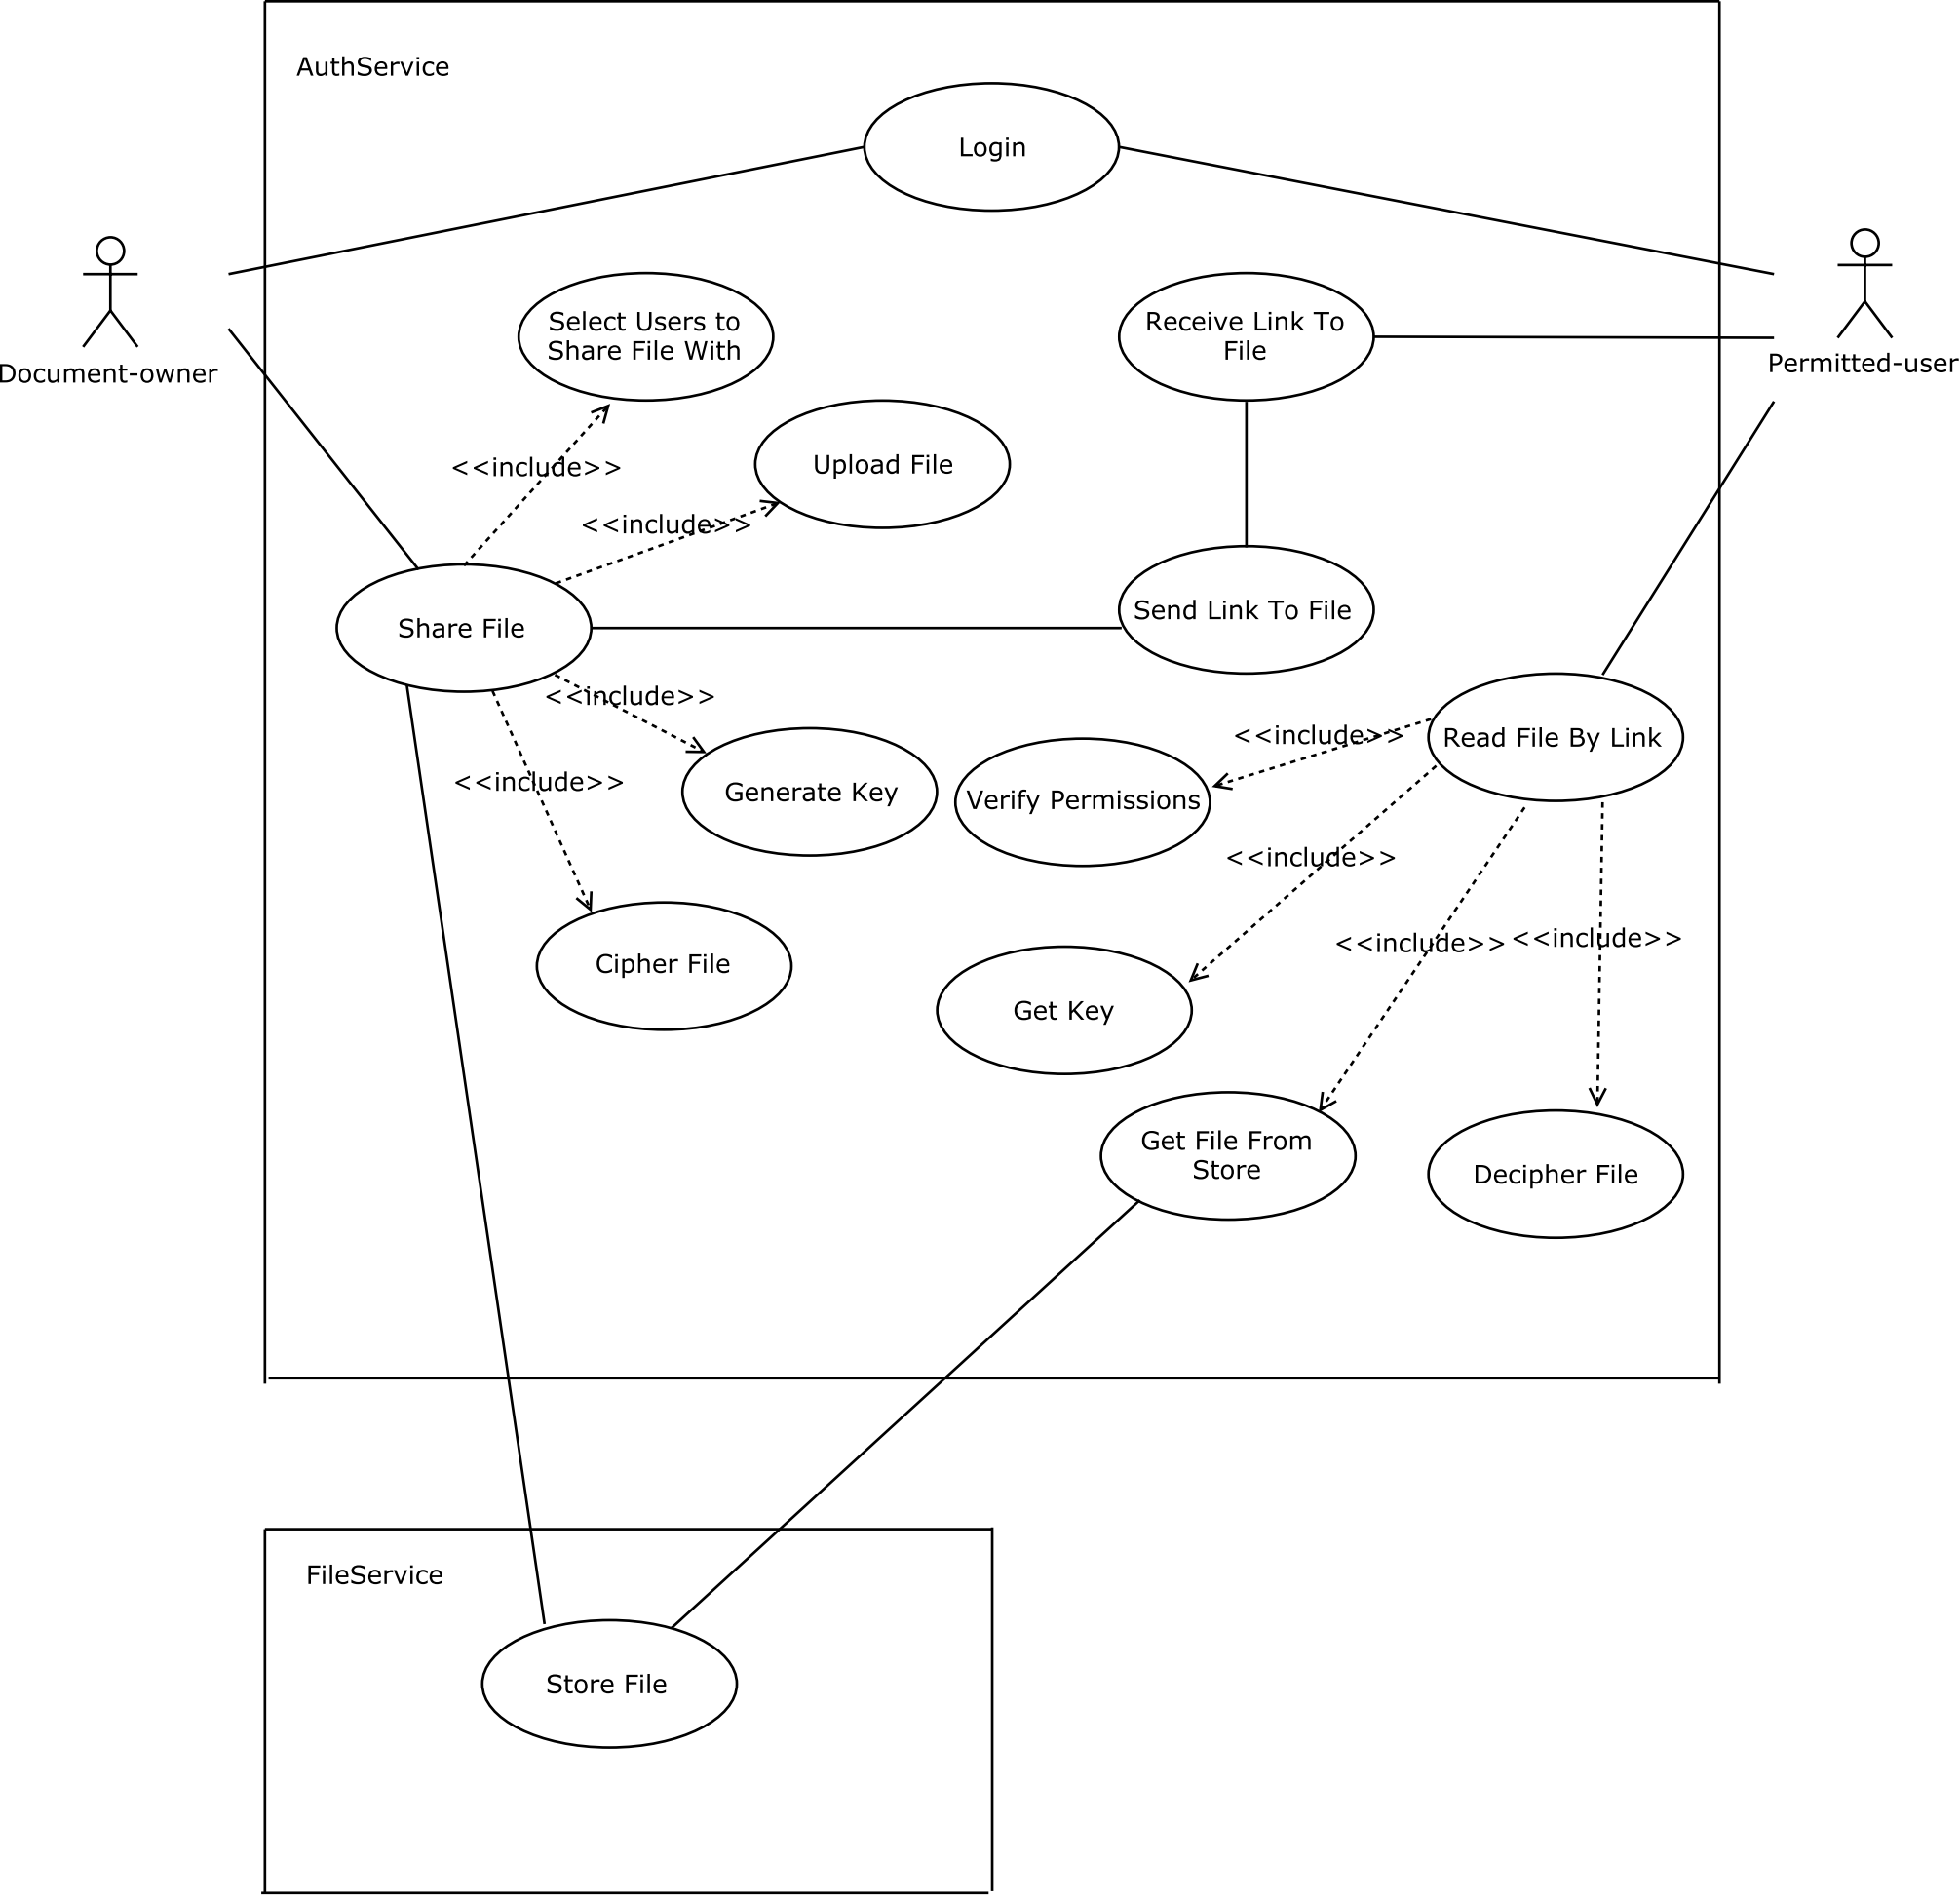 AuthService
Login
Document-owner
Permitted-user
Select Users to
Share File With
Receive Link To
File
<<include>>
Upload File
<<include>>
Share File
Send Link To File
<<include>>
Read File By Link
<<include>>
<<include>>
Generate Key
Verify Permissions
<<include>>
<<include>>
<<include>>
Cipher File
Get Key
Get File From
Store
Decipher File
FileService
Store File